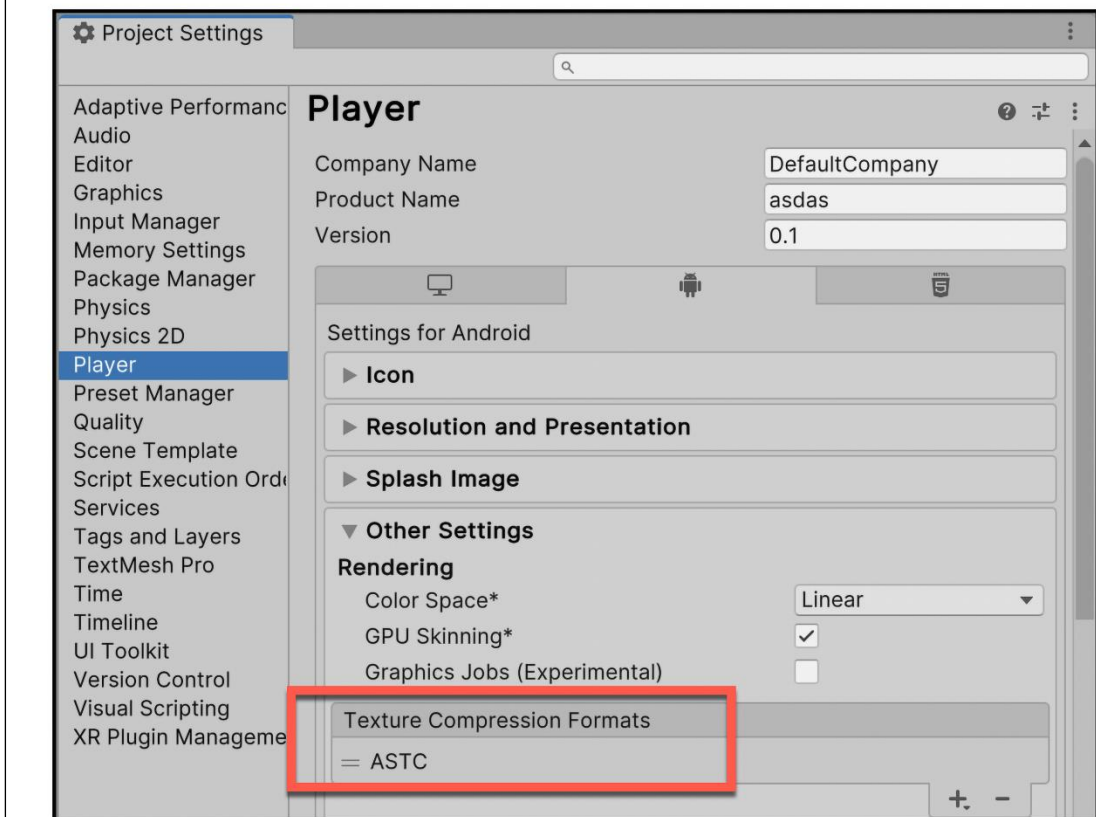 Project Settings
Adaptive Performanc
Audio
Editor
Graphics
Input Manager
Memory Settings
Package Manager
Physics
Physics 2D
Player
Preset Manager
Quality
Scene Template
Script Execution Orde
Services
Tags and Layers
TextMesh Pro
Time
Timeline
UI Toolkit
Version Control
Visual Scripting
XR Plugin Manageme
Player
Company Name DefaultCompany
Product Name asdas
Version 0.1
HTML 5
Settings for Android
Icon
Resolution and Presentation
Splash Image
Other Settings
Rendering
Color Space* Linear
GPU Skinning*
Graphics Jobs (Experimental)
Texture Compression Formats
= ASTC